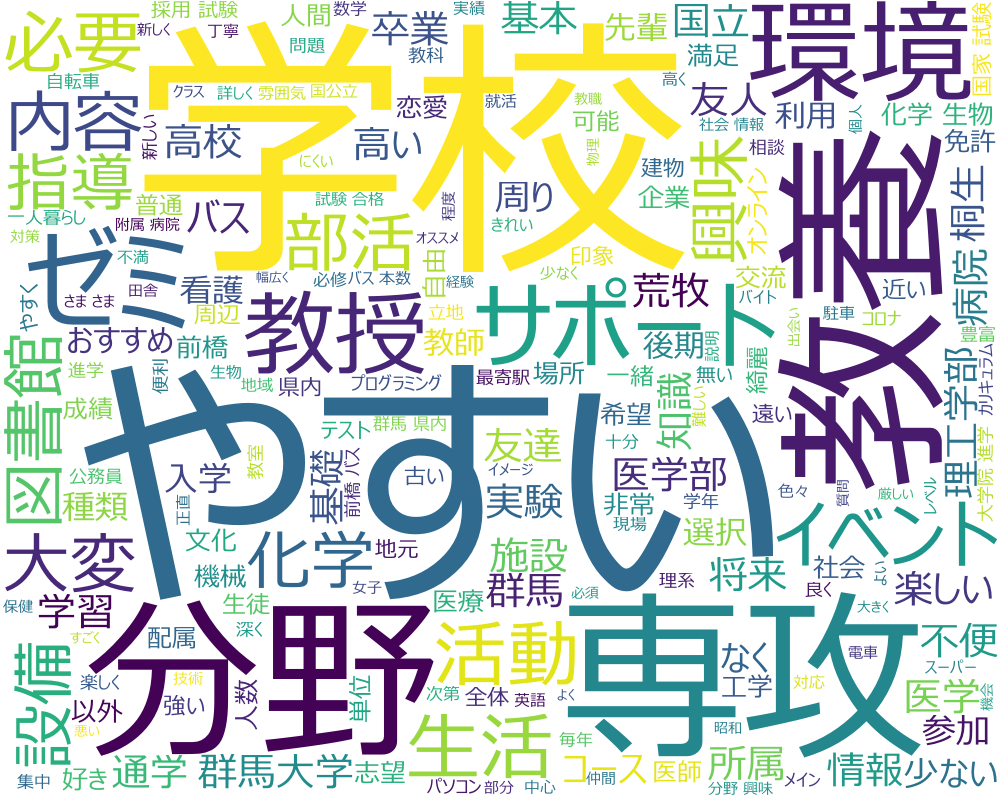 採用 試験
人間
数学
実績
基本
国立
必要
新しく
丁寧
卒業
先輩
環境
国家 試験
学校
問題
教科
満足
自転車
クラス
詳しく
雰囲気
国公立
恋愛
就活
高く
友人
利用
化学
生物
内容
新しい
高校
高い
教職
可能
社会 情報
個人
にくい
物理
興味
相談
免許
指導
普通
バス
部活
試験 合格
程度
周り
建物
企業
オンライン
教養
一人暮らし
附属 病院
オススメ
きれい
対策
不満
ゼミ
幅広く
必修
バス 本数
経験
少なく
印象
交流
病院
桐生
やすく
さま さま
田舎
看護
自由
サポート
荒牧
バイト
近い
周辺
教授
立地
後期
説明
駐車
コロナ
おすすめ
前橋
教師
出会い
豊富
図書館
進学
便利
生物
地域
県内
プログラミング
最寄駅
場所
一緒
無い
綺麗
カリキュラム
成績
テスト
群馬 県内
希望
知識
難しい
遠い
理工学部
やすい
公務員
入学
教室
基礎
前橋 バス
古い
イメージ
友達
十分
医学部
色々
質問
厳しい
レベル
大学院 進学
種類
正直
実験
非常
学年
現場
選択
イベント
大変
文化
化学
地元
施設
機械
女子
群馬
理系
将来
社会
よい
良く
楽しい
保健
学習
生徒
医療
必須
大きく
すごく
配属
深く
分野
活動
専攻
なく
不便
設備
楽しく
技術
人数
工学
電車
スーパー
以外
強い
単位
次第
全体
英語
よく
対応
医学
機会
悪い
生活
昭和
参加
集中
好き
通学
群馬大学
志望
毎年
コース
仲間
医師
所属
メイン
情報
少ない
パソコン
部分
中心
分野 興味